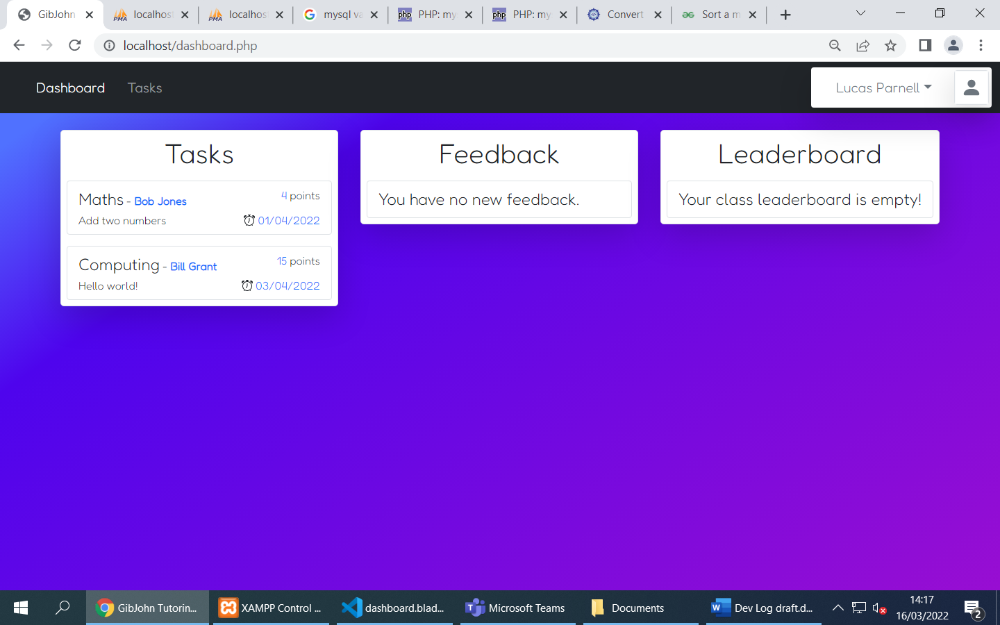 GibJohn
localhost
localhost
mysql va
PHP: my
PHP: my
Convert
Sort a m
localhost/dashboard.php
Dashboard
Tasks
Lucas Parnell
Tasks
Maths - Bob Jones
4 points
Add two numbers
01/04/2022
Computing - Bill Grant
15 points
Hello world!
03/04/2022
Feedback
You have no new feedback.
Leaderboard
Your class leaderboard is empty!
GibJohn Tutorin...
XAMPP Control ...
dashboard.blad...
Microsoft Teams
Documents
Dev Log draft.d...
14:17
16/03/2022
2